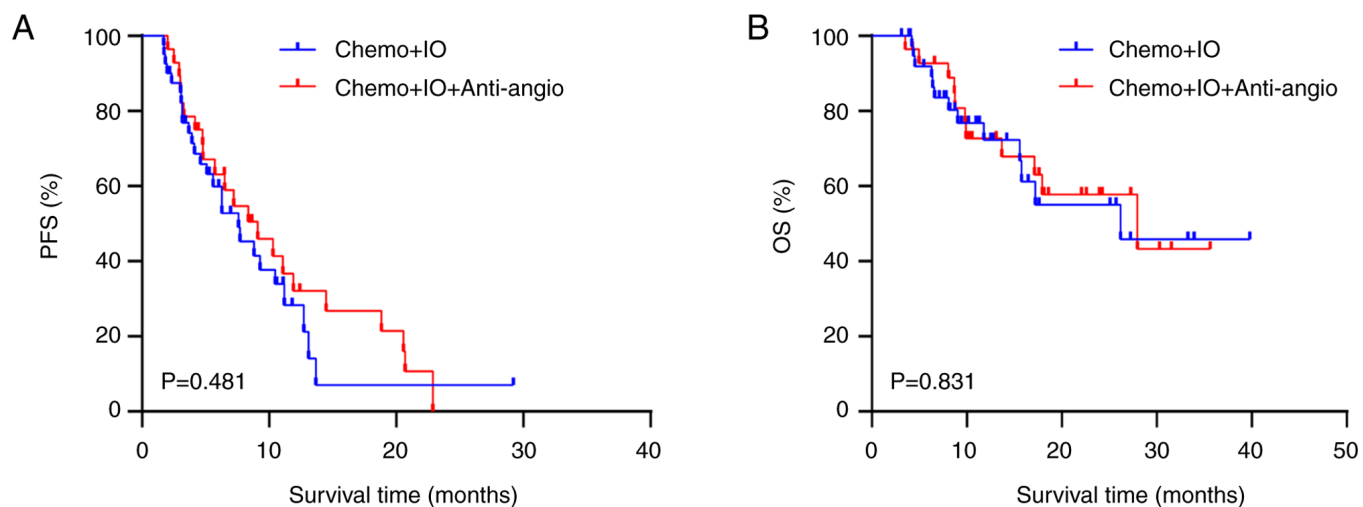 A
PFS (%)
100
80
60
40
20
0
Chemo+IO
Chemo+IO+Anti-angio
P=0.481
0 10 20 30 40
Survival time (months)
B
OS (%)
100
80
60
40
20
0
Chemo+IO
Chemo+IO+Anti-angio
P=0.831
0 10 20 30 40 50
Survival time (months)